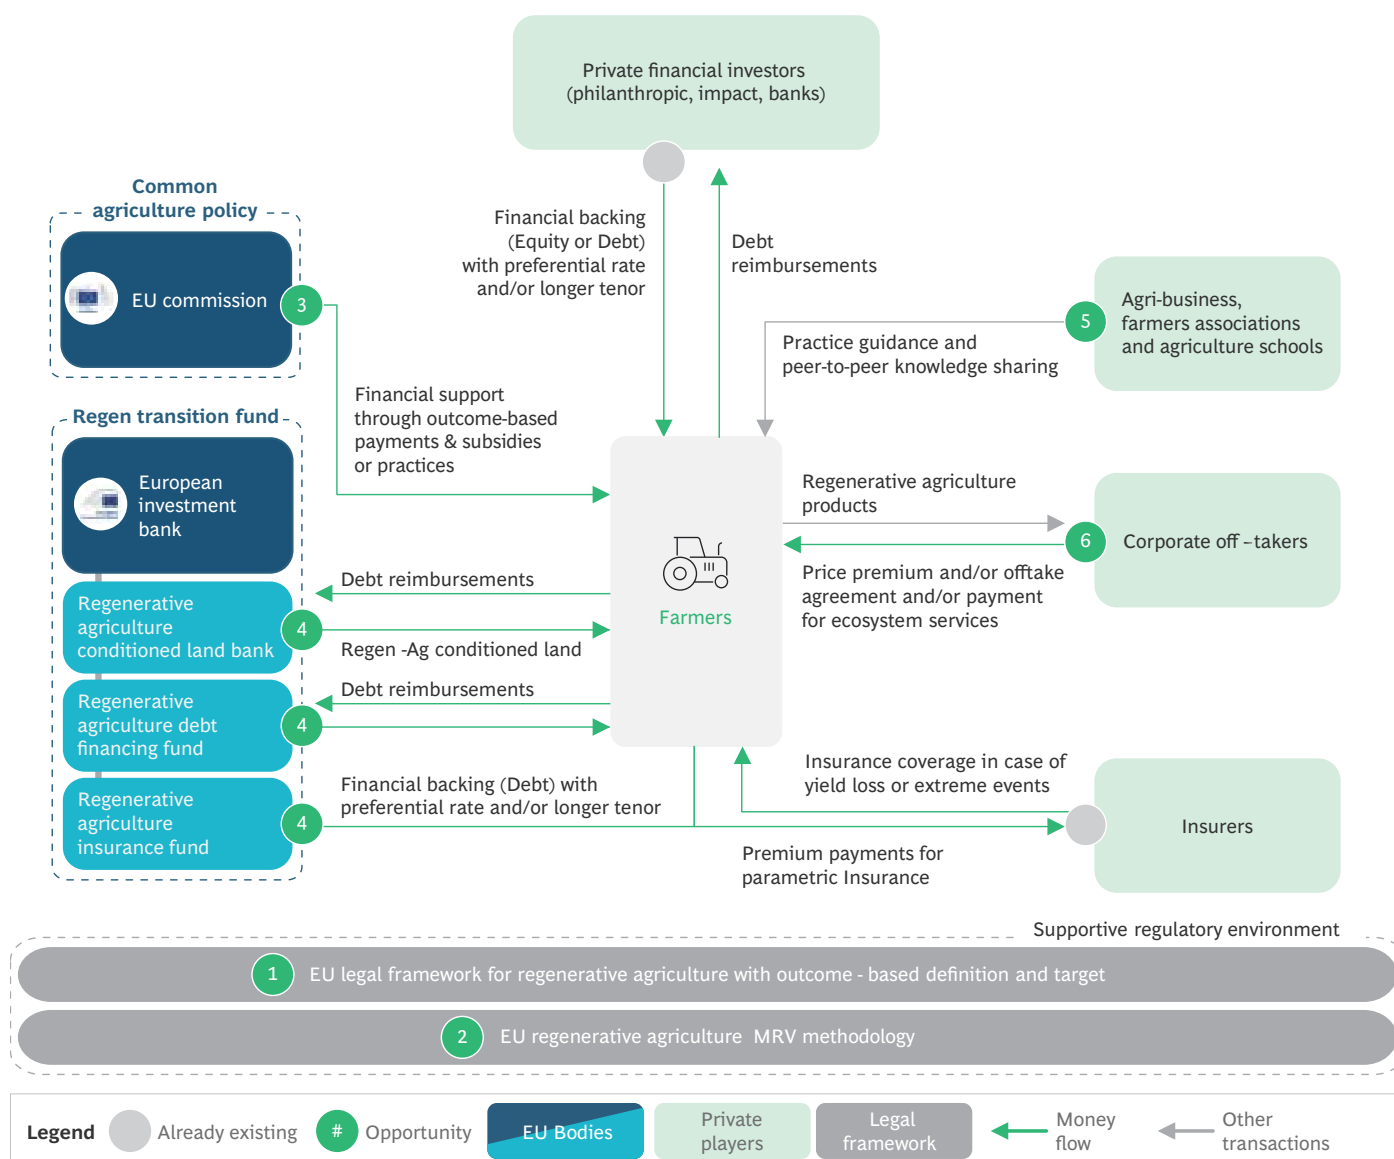 Private financial investors
(philanthropic, impact, banks)
Common
agriculture policy
EU commission
3
Financial backing
(Equity or Debt)
with preferential rate
and/or longer tenor
Debt
reimbursements
5
Agri-business,
farmers associations
and agriculture schools
Practice guidance and
peer-to-peer knowledge sharing
Financial support
through outcome-based
payments & subsidies
or practices
Regen transition fund
European
investment
bank
Regenerative agriculture
products
6
Corporate off -takers
Price premium and/or offtake
agreement and/or payment
for ecosystem services
Farmers
Debt reimbursements
Regenerative
agriculture
conditioned land bank
4
Regen -Ag conditioned land
Debt reimbursements
Regenerative
agriculture debt
financing fund
4
Financial backing (Debt) with
preferential rate and/or longer tenor
Regenerative
agriculture
insurance fund
4
Insurance coverage in case of
yield loss or extreme events
Insurers
Premium payments for
parametric Insurance
Supportive regulatory environment
1 EU legal framework for regenerative agriculture with outcome - based definition and target
2 EU regenerative agriculture MRV methodology
Legend
Already existing
# Opportunity
EU Bodies
Private
players
Legal
framework
Money
flow
Other
transactions